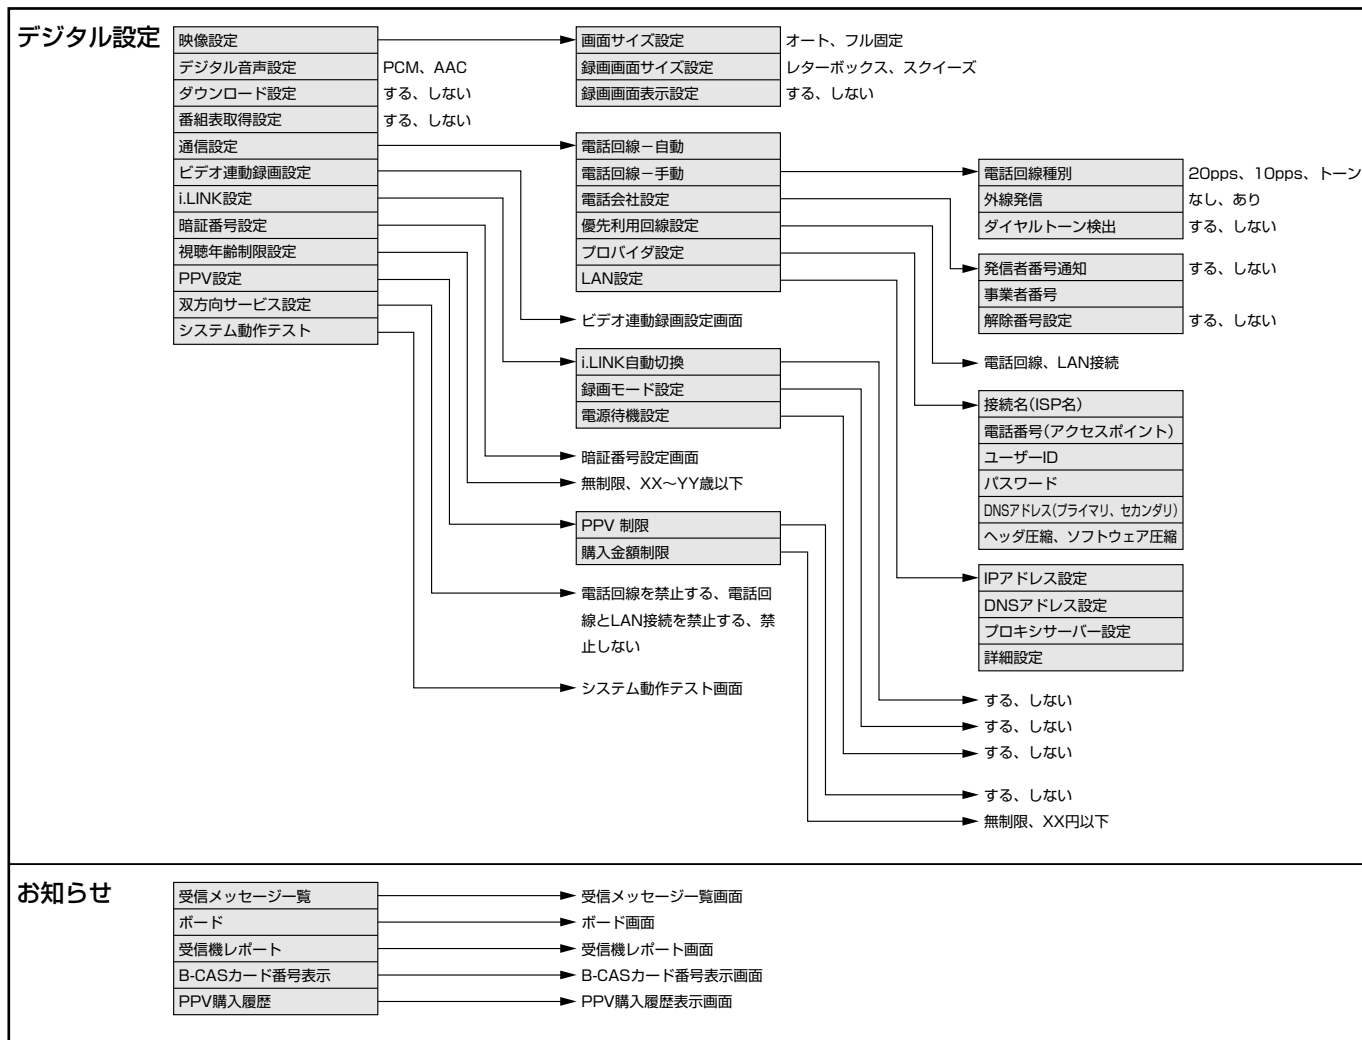 デジタル設定
映像設定
デジタル音声設定 PCM、AAC
ダウンロード設定 する、しない
番組表取得設定 する、しない
通信設定
ビデオ連動録画設定
i.LINK設定
暗証番号設定
視聴年齢制限設定
PPV設定
双方向サービス設定
システム動作テスト
画面サイズ設定 オート、フル固定
録画画面サイズ設定 レターボックス、スクイーズ
録画画面表示設定 する、しない
電話回線－自動
電話回線－手動
電話会社設定
優先利用回線設定
プロバイダ設定
LAN設定
ビデオ連動録画設定画面
i.LINK自動切換
録画モード設定
電源待機設定
暗証番号設定画面
無制限、XX～YY歳以下
PPV 制限
購入金額制限
電話回線を禁止する、電話回
線とLAN接続を禁止する、禁
止しない
システム動作テスト画面
電話回線種別 20pps、10pps、トーン
外線発信 なし、あり
ダイヤルトーン検出 する、しない
発信者番号通知 する、しない
事業者番号
解除番号設定 する、しない
電話回線、LAN接続
接続名(ISP名)
電話番号(アクセスポイント)
ユーザーID
パスワード
DNSアドレス(プライマリ、セカンダリ)
ヘッダ圧縮、ソフトウェア圧縮
IPアドレス設定
DNSアドレス設定
プロキシサーバー設定
詳細設定
する、しない
する、しない
する、しない
する、しない
無制限、XX円以下
お知らせ
受信メッセージ一覧 受信メッセージ一覧画面
ボード ボード画面
受信機レポート 受信機レポート画面
B-CASカード番号表示 B-CASカード番号表示画面
PPV購入履歴 PPV購入履歴表示画面